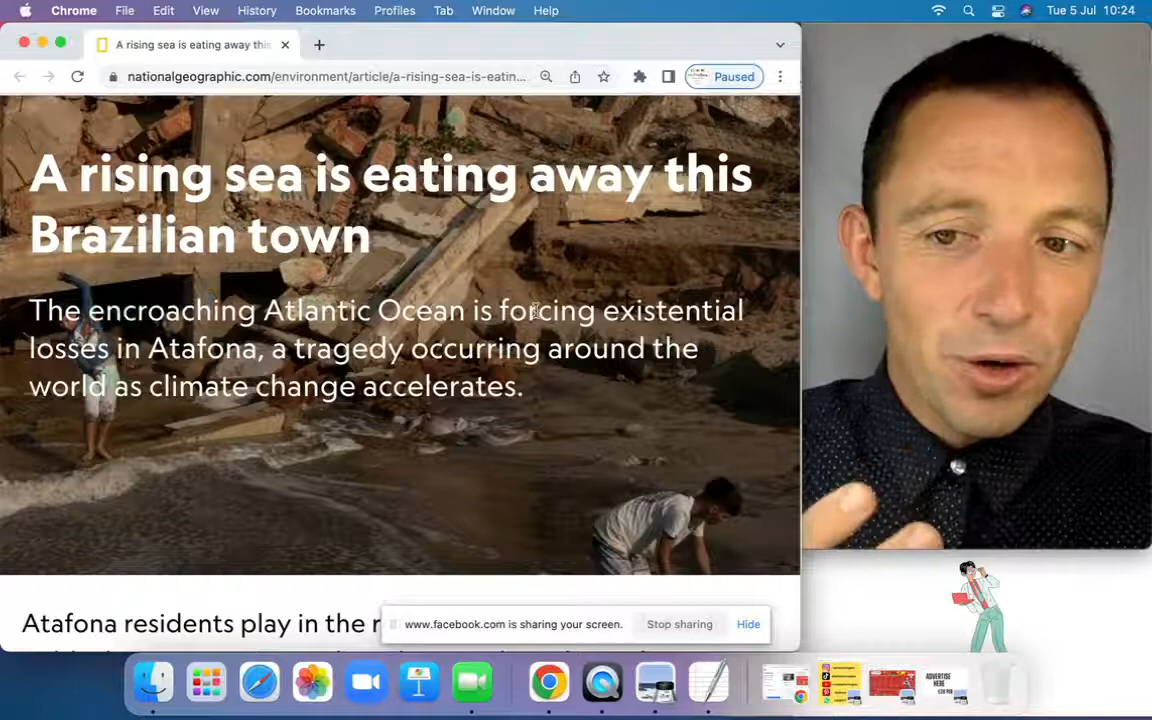 Chrome File Edit View History Bookmarks Profiles Tab Window Help Tue 5 Jul 10:24
A rising sea is eating away this
nationalgeographic.com/environment/article/a-rising-sea-is-eatin... Paused
A rising sea is eating away this
Brazilian town
The encroaching Atlantic Ocean is forcing existential
losses in Atafona, a tragedy occurring around the
world as climate change accelerates.
Atafona residents play in the r
www.facebook.com is sharing your screen. Stop sharing Hide
ADVERTISE
HERE